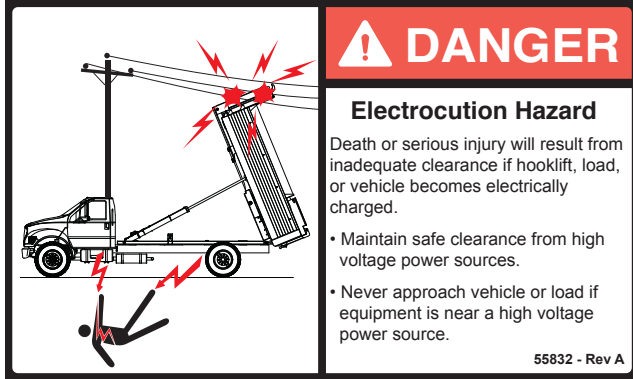 DANGER
Electrocution Hazard
Death or serious injury will result from
inadequate clearance if hooklift, load,
or vehicle becomes electrically
charged.
• Maintain safe clearance from high
voltage power sources.
• Never approach vehicle or load if
equipment is near a high voltage
power source.
55832 - Rev A